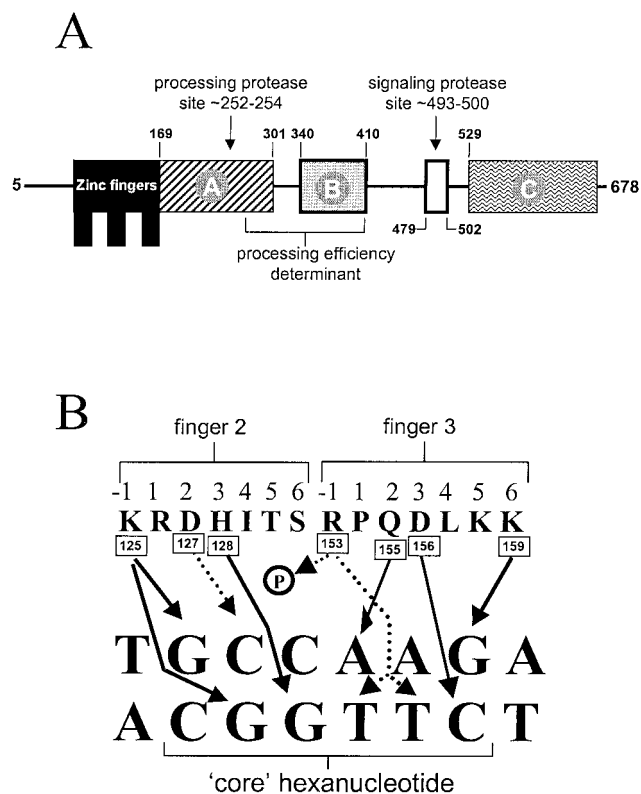 A
processing protease
site ~252-254
signaling protease
site ~493-500
169 301 340 410 529
5 Zinc fingers A B C 678
479 502
processing efficiency
determinant
B
finger 2 finger 3
-1 1 2 3 4 5 6 -1 1 2 3 4 5 6
K R D H I T S R P Q D L K K
125 127 128 153 155 156 159
P
T G C C A A G A
A C G G T T C T
'core' hexanucleotide